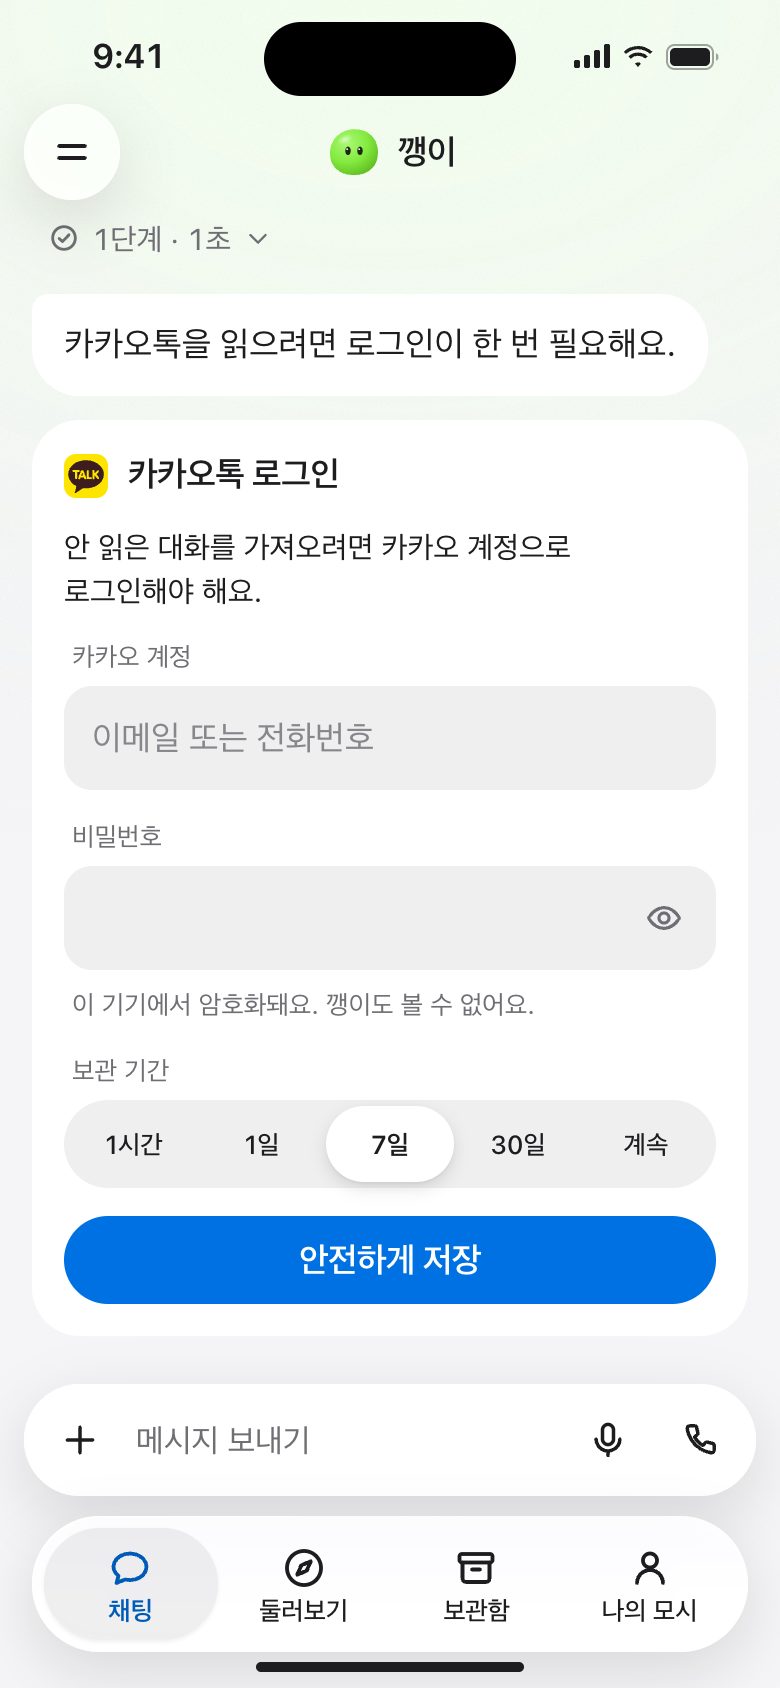 9:41
깽이
1단계 · 1초
카카오톡을 읽으려면 로그인이 한 번 필요해요.
TALK
카카오톡 로그인
안 읽은 대화를 가져오려면 카카오 계정으로
로그인해야 해요.
카카오 계정
이메일 또는 전화번호
비밀번호
이 기기에서 암호화돼요. 깽이도 볼 수 없어요.
보관 기간
1시간 1일 7일 30일 계속
안전하게 저장
메시지 보내기
채팅 둘러보기 보관함 나의 모시